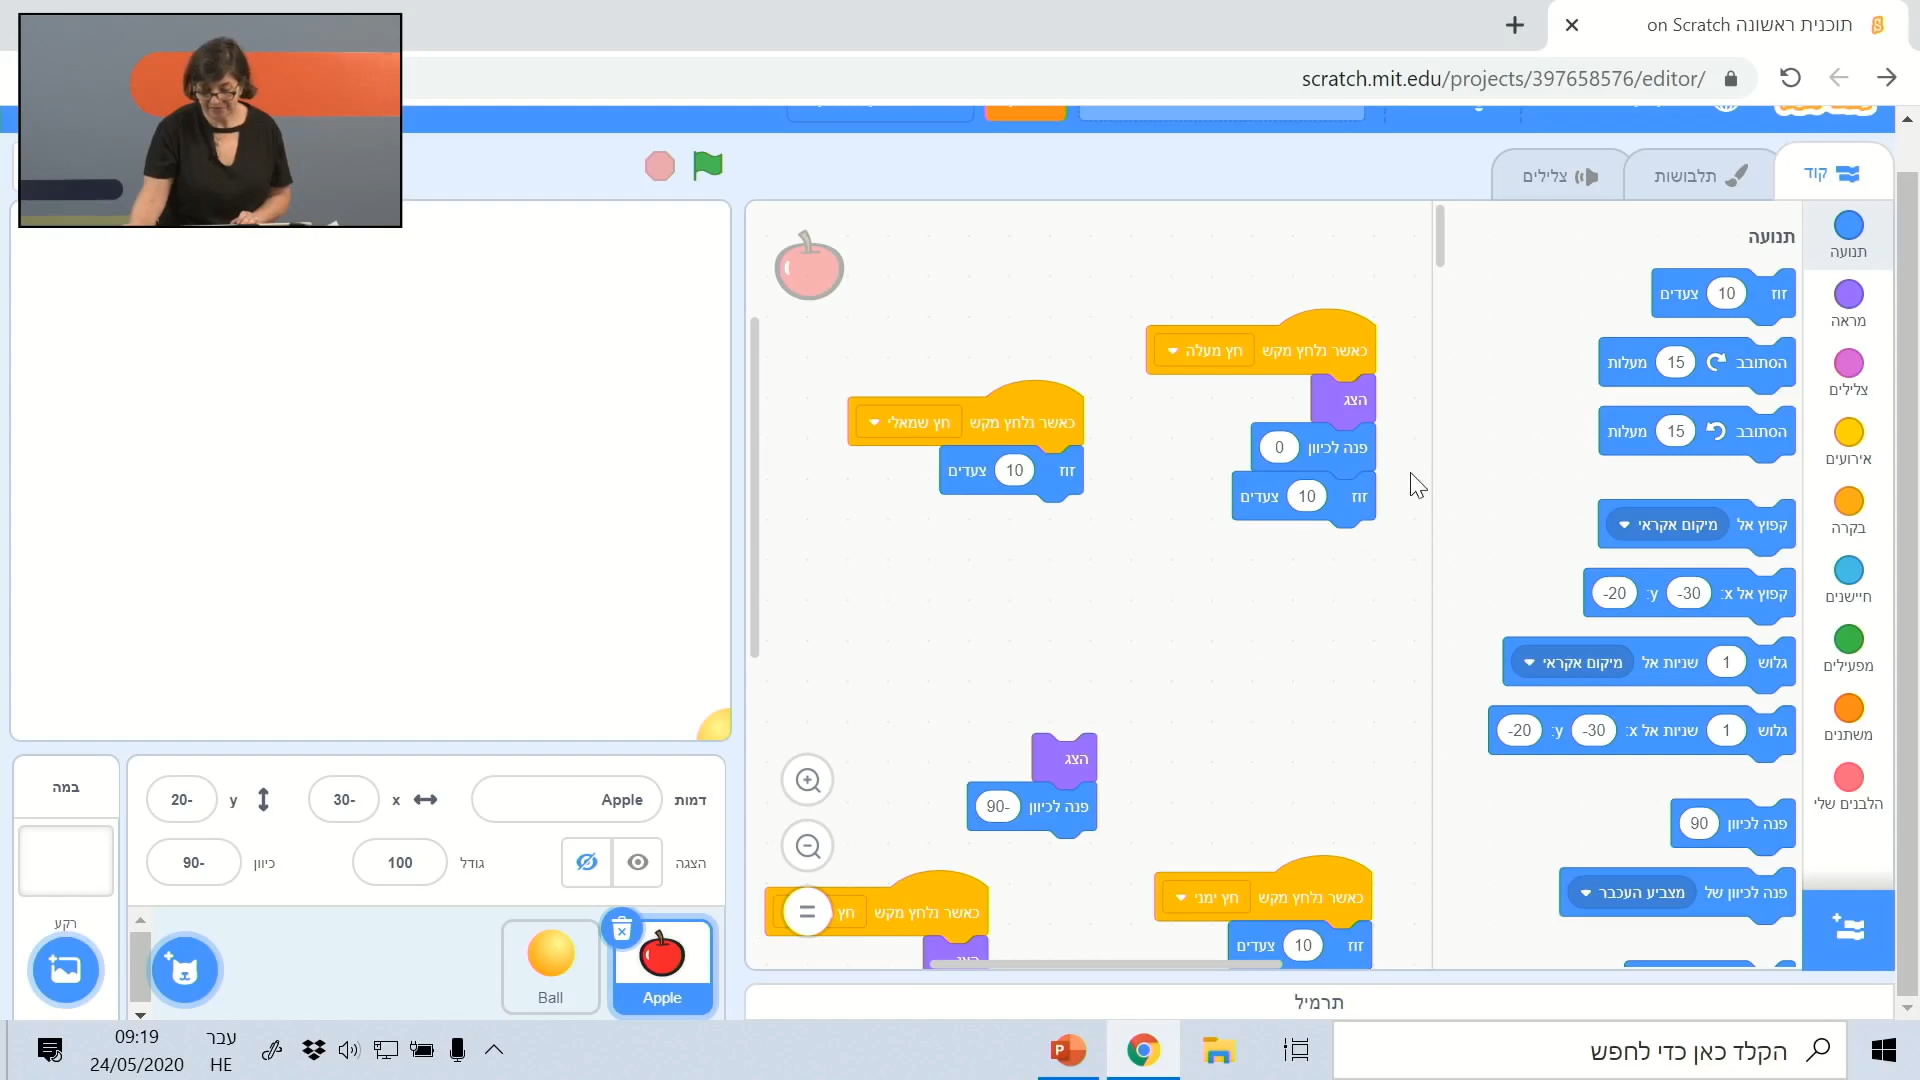 תוכנית ראשונה on Scratch
scratch.mit.edu/projects/397658576/editor/
קוד
תלבושות
צלילים
תנועה
מראה
צלילים
אירועים
בקרה
חיישנים
מפעילים
משתנים
הלבנים שלי
תנועה
זוז 10 צעדים
הסתובב 15 מעלות
הסתובב 15 מעלות
קפוץ אל מיקום אקראי
קפוץ אל x: -30 y: -20
גלוש 1 שניות אל מיקום אקראי
גלוש 1 שניות אל x: -30 y: -20
פנה לכיוון 90
פנה לכיוון של מצביע העכבר
כאשר נלחץ מקש חץ מעלה
הצג
פנה לכיוון 0
זוז 10 צעדים
כאשר נלחץ מקש חץ שמאלי
זוז 10 צעדים
הצג
פנה לכיוון -90
כאשר נלחץ מקש חץ ימני
זוז 10 צעדים
כאשר נלחץ מקש חץ
הצג
דמות Apple x -30 y -20
הצגה גודל 100 כיוון -90
Ball
Apple
במה
רקע
תרמיל
הקלד כאן כדי לחפש
עבר
HE
09:19
24/05/2020